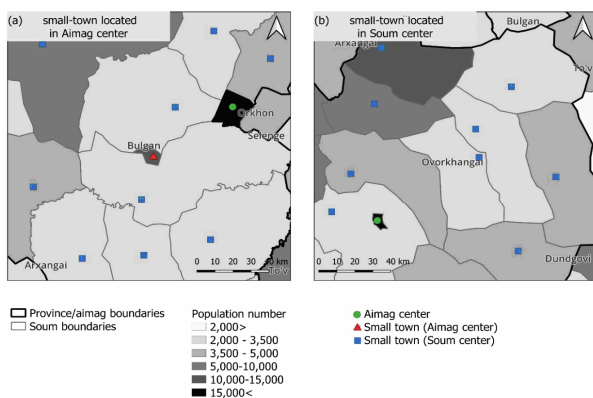 (a) small-town located
in Aimag center
Orkhon
Selenge
Bulgan
Arxangai
0 10 20 30 40 km
To'v
(b) small-town located
in Soum center
Bulgan
Arxangai
To'v
Ovorkhangai
Dundgovi
0 10 20 30 40 km
Province/aimag boundaries
Soum boundaries
Population number
2,000>
2,000 - 3,500
3,500 - 5,000
5,000-10,000
10,000-15,000
15,000<
Aimag center
Small town (Aimag center)
Small town (Soum center)